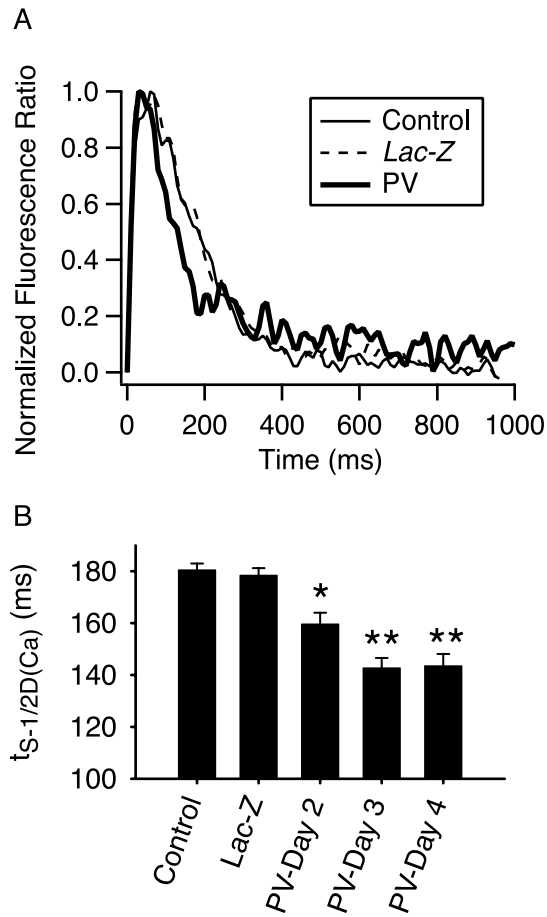 A
Normalized Fluorescence Ratio
1.0
0.8
0.6
0.4
0.2
0.0
Control
Lac-Z
PV
0 200 400 600 800 1000
Time (ms)
B
tS-1/2D(Ca) (ms)
180
160
140
120
100
*
**
**
Control
Lac-Z
PV-Day 2
PV-Day 3
PV-Day 4